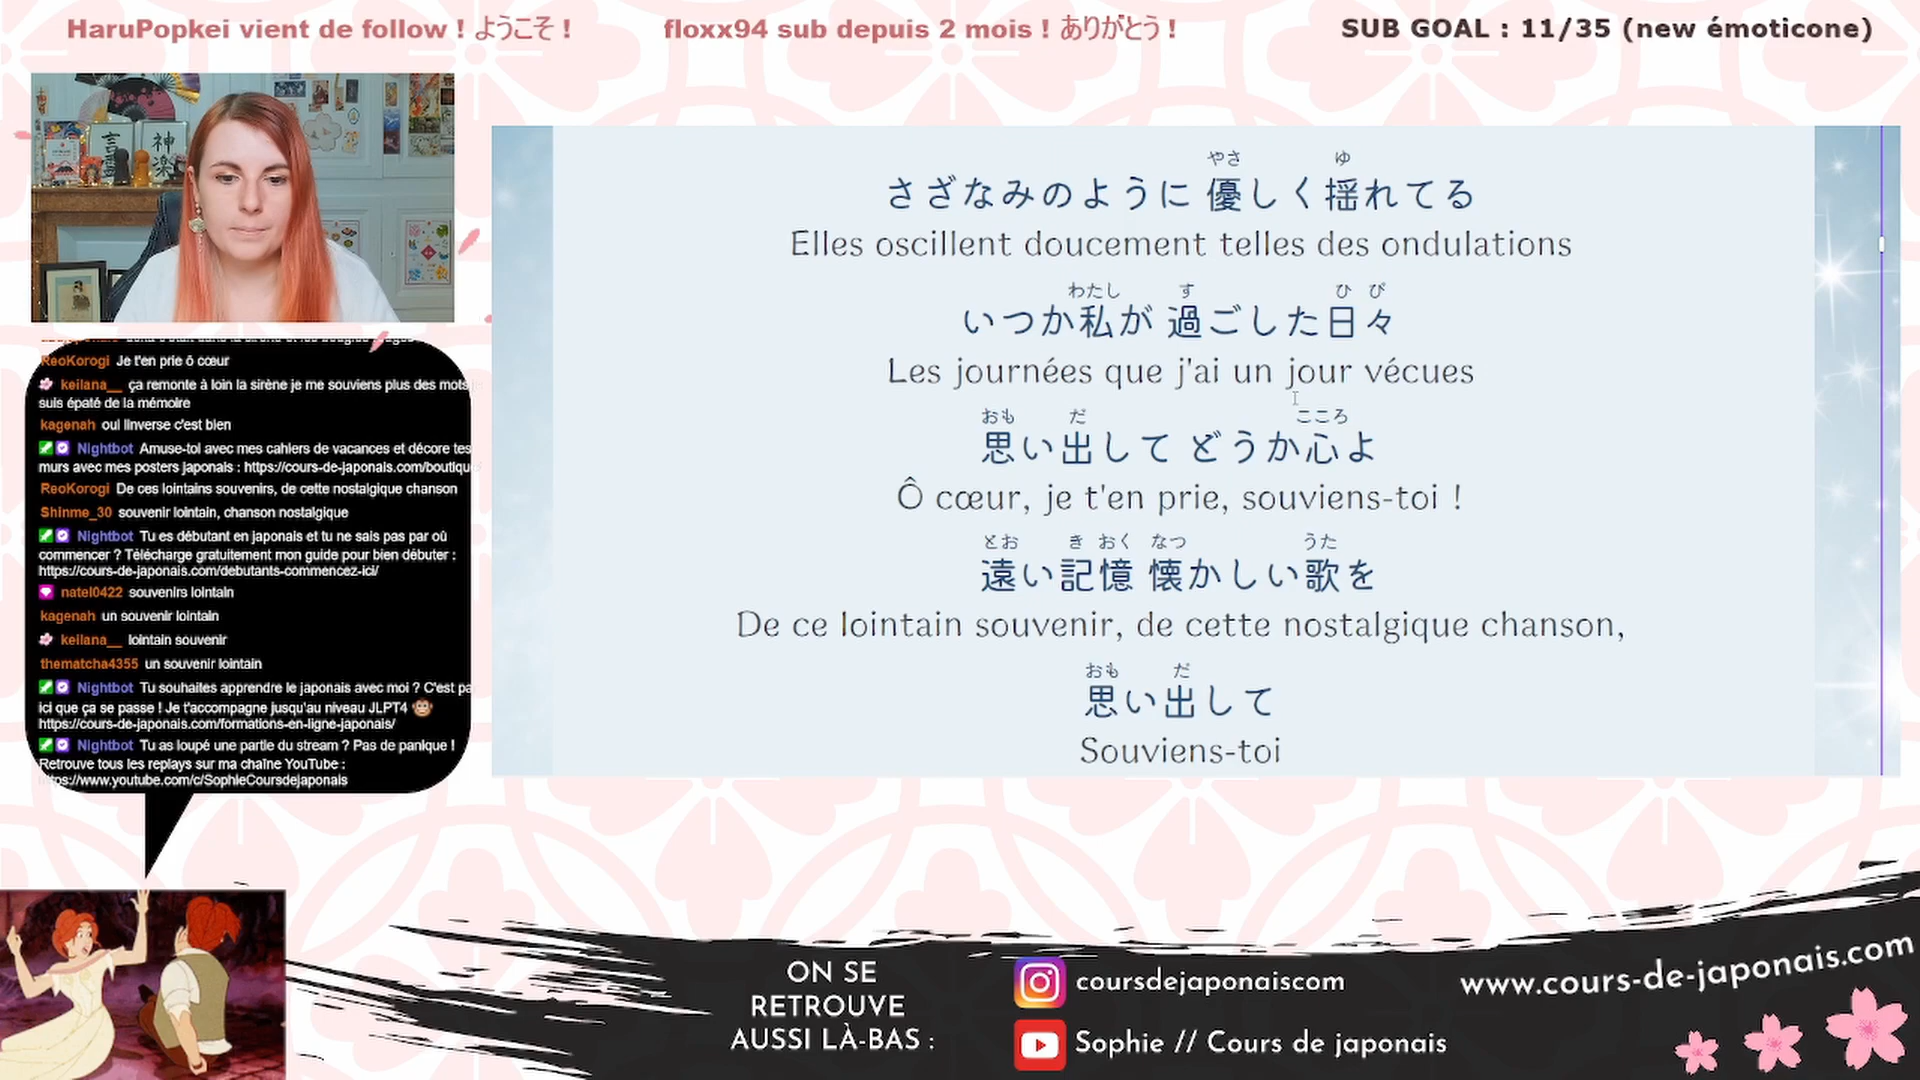 HaruPopkei vient de follow ! ようこそ !
floxx94 sub depuis 2 mois ! ありがとう !
SUB GOAL : 11/35 (new émoticone)
言
神楽
ReoKorogi Je t'en prie ô cœur
keilana__ ça remonte à loin la sirène je me souviens plus des mots
suis épaté de la mémoire
kagenah oui linverse c'est bien
Nightbot Amuse-toi avec mes cahiers de vacances et décore tes
murs avec mes posters japonais : https://cours-de-japonais.com/boutiqu
ReoKorogi De ces lointains souvenirs, de cette nostalgique chanson
Shinme_30 souvenir lointain, chanson nostalgique
Nightbot Tu es débutant en japonais et tu ne sais pas par où
commencer ? Télécharge gratuitement mon guide pour bien débuter :
https://cours-de-japonais.com/debutants-commencez-ici/
natel0422 souvenirs lointain
kagenah un souvenir lointain
keilana__ lointain souvenir
thematcha4355 un souvenir lointain
Nightbot Tu souhaites apprendre le japonais avec moi ? C'est pa
ici que ça se passe ! Je t'accompagne jusqu'au niveau JLPT4
https://cours-de-japonais.com/formations-en-ligne-japonais/
Nightbot Tu as loupé une partie du stream ? Pas de panique !
Retrouve tous les replays sur ma chaîne YouTube :
https://www.youtube.com/c/SophieCoursdejaponais
やさ ゆ
さざなみのように 優しく揺れてる
Elles oscillent doucement telles des ondulations
わたし す ひ び
いつか私が 過ごした日々
Les journées que j'ai un jour vécues
おも だ こころ
思い出して どうか心よ
Ô cœur, je t'en prie, souviens-toi !
とお き おく なつ うた
遠い記憶 懐かしい歌を
De ce lointain souvenir, de cette nostalgique chanson,
おも だ
思い出して
Souviens-toi
ON SE
RETROUVE
AUSSI LÀ-BAS :
coursdejaponaiscom
Sophie // Cours de japonais
www.cours-de-japonais.com